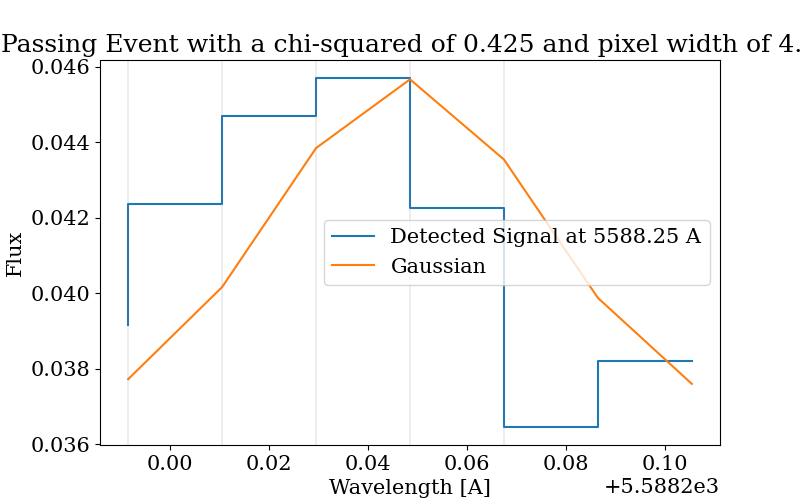 Passing Event with a chi-squared of 0.425 and pixel width of 4.
0.046
0.044
0.042
0.040
0.038
0.036
Flux
Detected Signal at 5588.25 A
Gaussian
0.00 0.02 0.04 0.06 0.08 0.10
Wavelength [A]
+5.5882e3